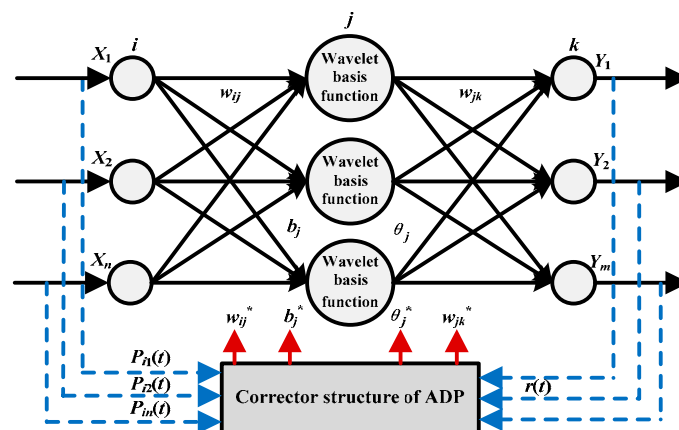 i
j
k
X1
X2
Xn
wij
bj
wjk
θj
Wavelet
basis
function
Wavelet
basis
function
Wavelet
basis
function
Y1
Y2
Ym
wij*
bj*
θj*
wjk*
Pi1(t)
Pi2(t)
Pin(t)
Corrector structure of ADP
r(t)